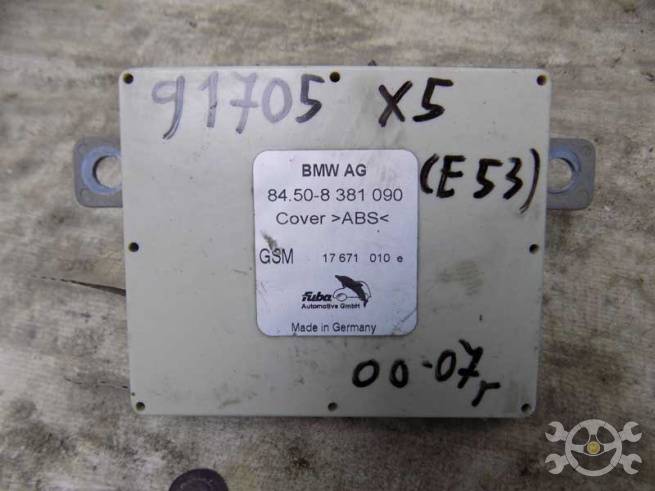 91705 X5
(E53)
BMW AG
84.50-8 381 090
Cover >ABS<
GSM 17 671 010 e
Fuba
Automotive GmbH
Made in Germany
00-07г